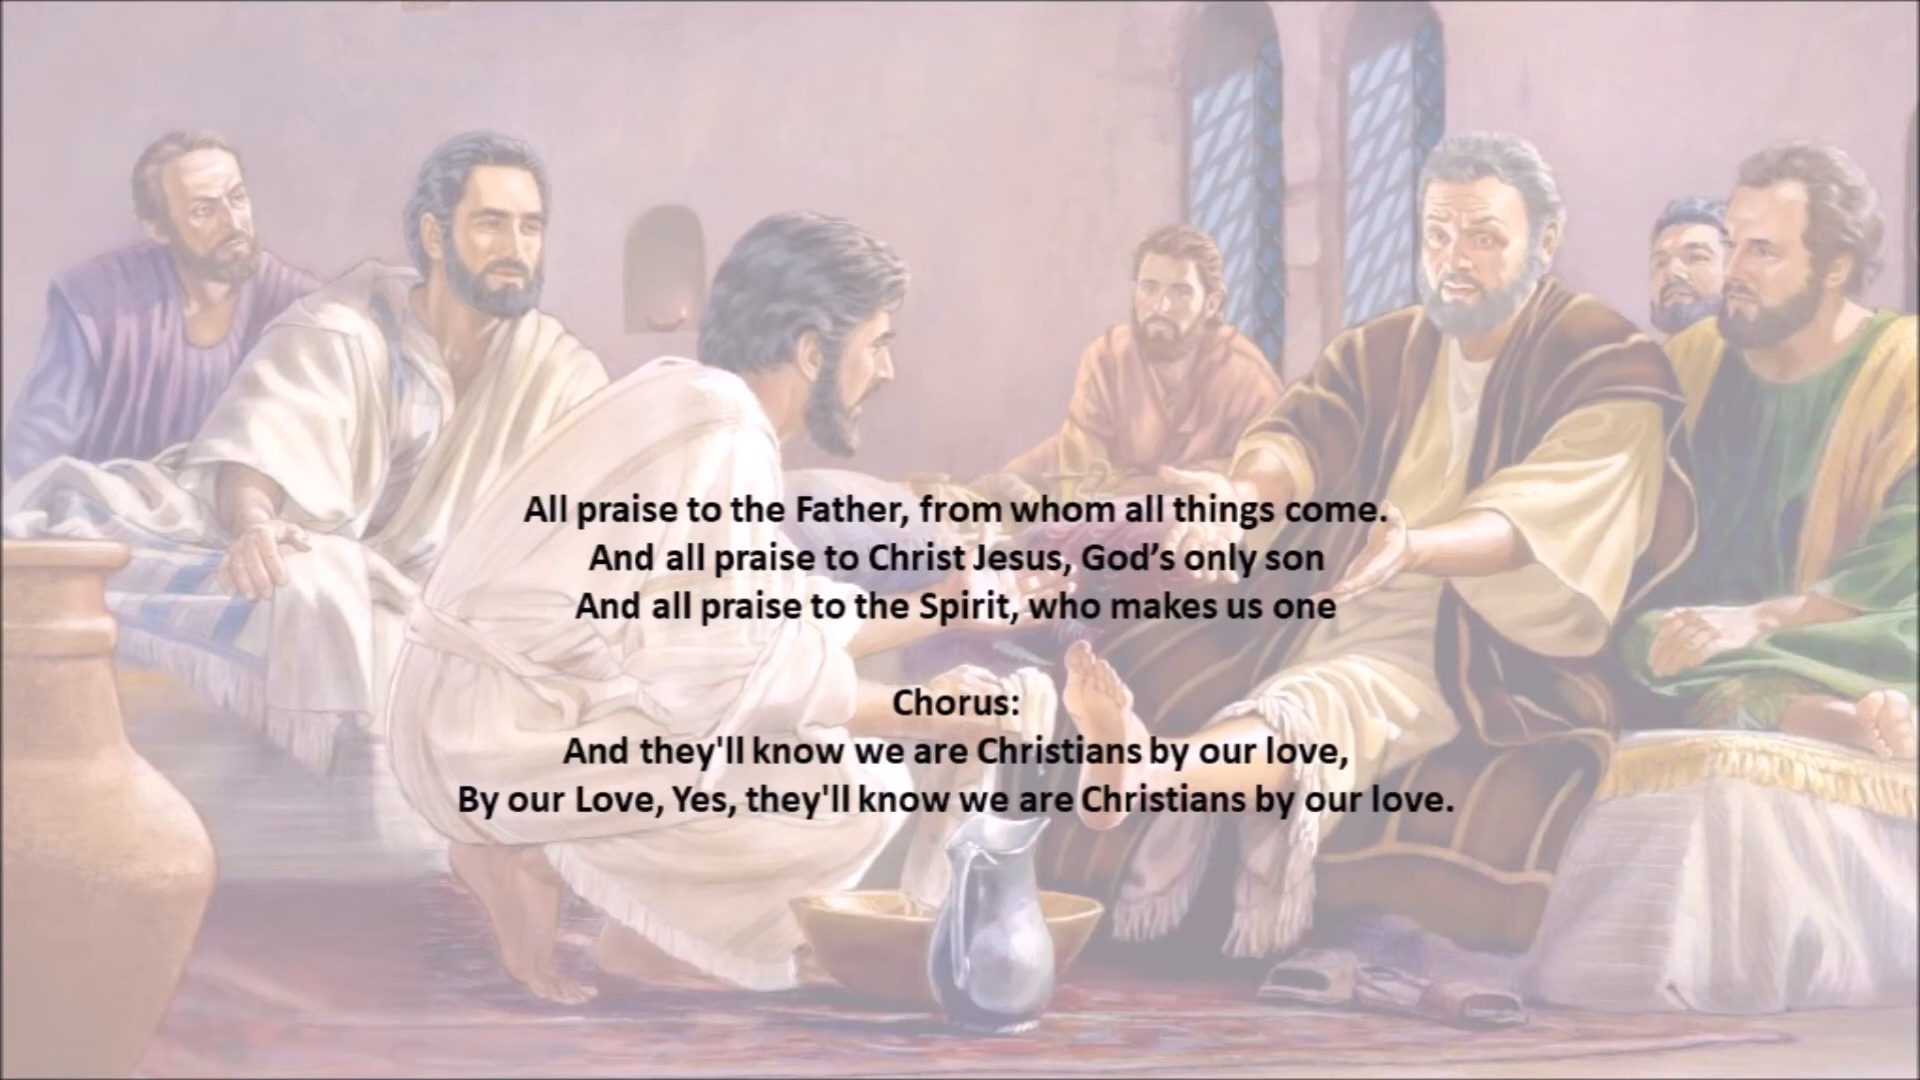 All praise to the Father, from whom all things come.
And all praise to Christ Jesus, God’s only son
And all praise to the Spirit, who makes us one
Chorus:
And they'll know we are Christians by our love,
By our Love, Yes, they'll know we are Christians by our love.